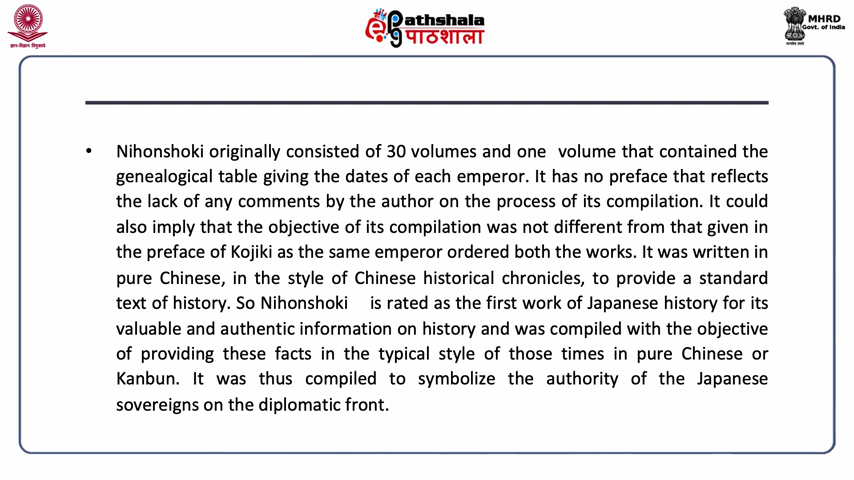 ज्ञान-विज्ञान विमुक्तये
ePathshala
पाठशाला
MHRD
Govt. of India
• Nihonshoki originally consisted of 30 volumes and one volume that contained the
genealogical table giving the dates of each emperor. It has no preface that reflects
the lack of any comments by the author on the process of its compilation. It could
also imply that the objective of its compilation was not different from that given in
the preface of Kojiki as the same emperor ordered both the works. It was written in
pure Chinese, in the style of Chinese historical chronicles, to provide a standard
text of history. So Nihonshoki is rated as the first work of Japanese history for its
valuable and authentic information on history and was compiled with the objective
of providing these facts in the typical style of those times in pure Chinese or
Kanbun. It was thus compiled to symbolize the authority of the Japanese
sovereigns on the diplomatic front.